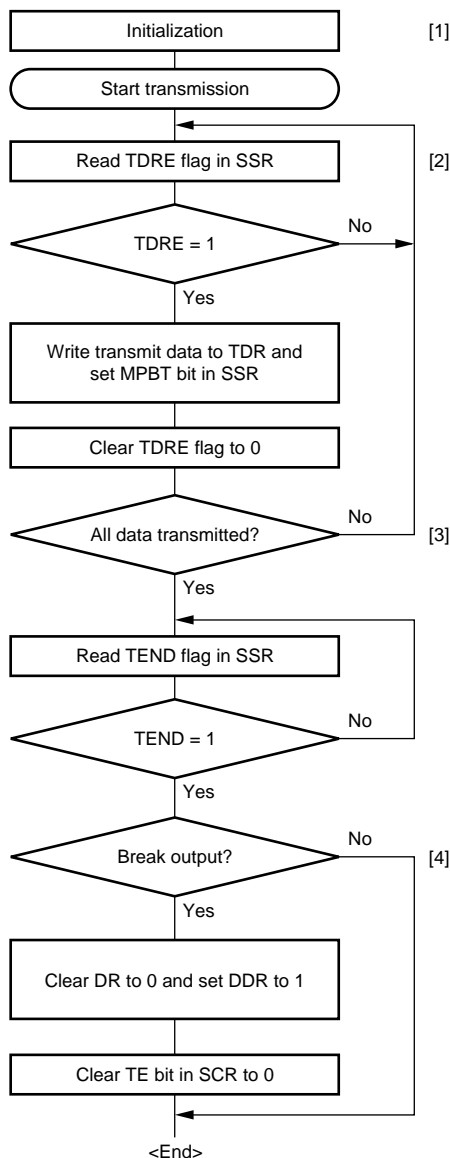 Initialization
[1]
Start transmission
Read TDRE flag in SSR
[2]
TDRE = 1
No
Yes
Write transmit data to TDR and
set MPBT bit in SSR
Clear TDRE flag to 0
All data transmitted?
No
[3]
Yes
Read TEND flag in SSR
TEND = 1
No
Yes
Break output?
No
[4]
Yes
Clear DR to 0 and set DDR to 1
Clear TE bit in SCR to 0
<End>